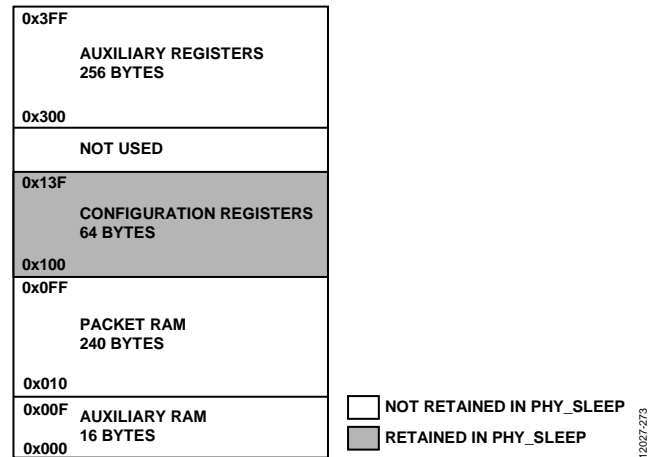 0x3FF
AUXILIARY REGISTERS
256 BYTES
0x300
NOT USED
0x13F
CONFIGURATION REGISTERS
64 BYTES
0x100
0x0FF
PACKET RAM
240 BYTES
0x010
0x00F
AUXILIARY RAM
16 BYTES
0x000
NOT RETAINED IN PHY_SLEEP
RETAINED IN PHY_SLEEP
12027-273